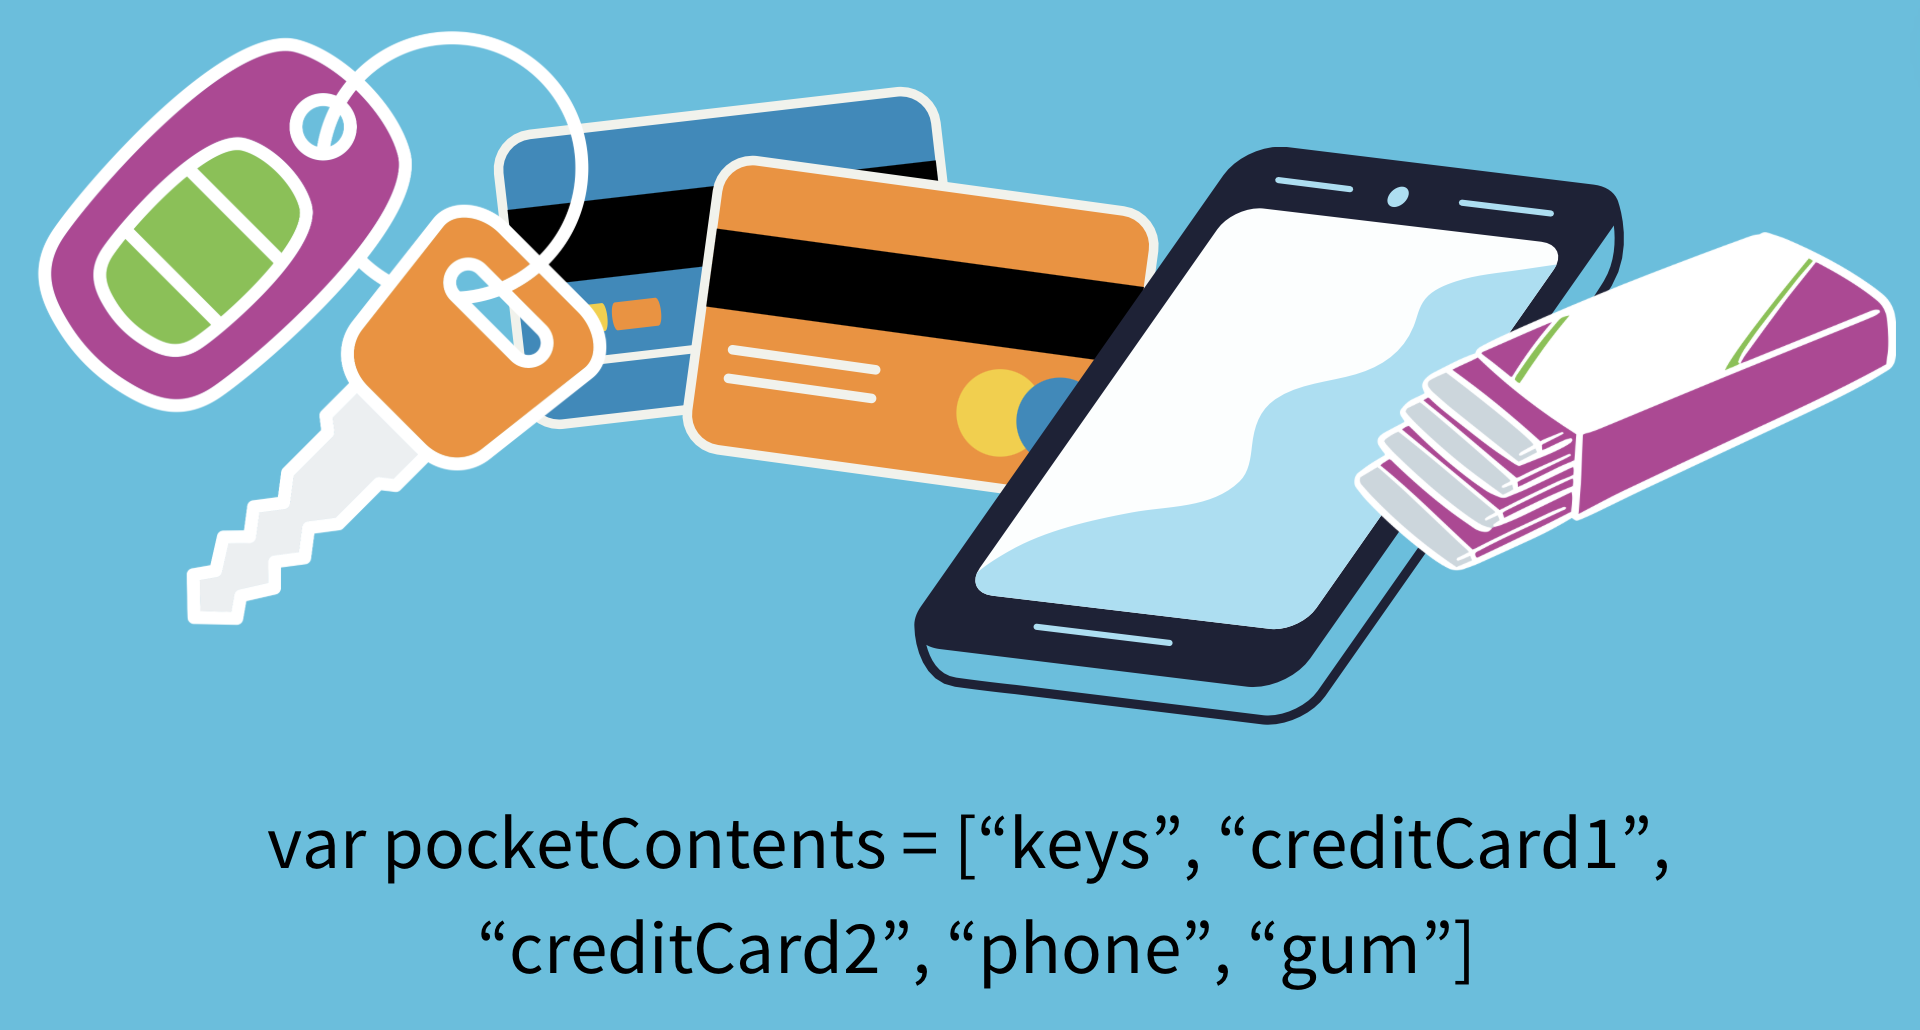 var pocketContents = [“keys”, “creditCard1”,
“creditCard2”, “phone”, “gum”]